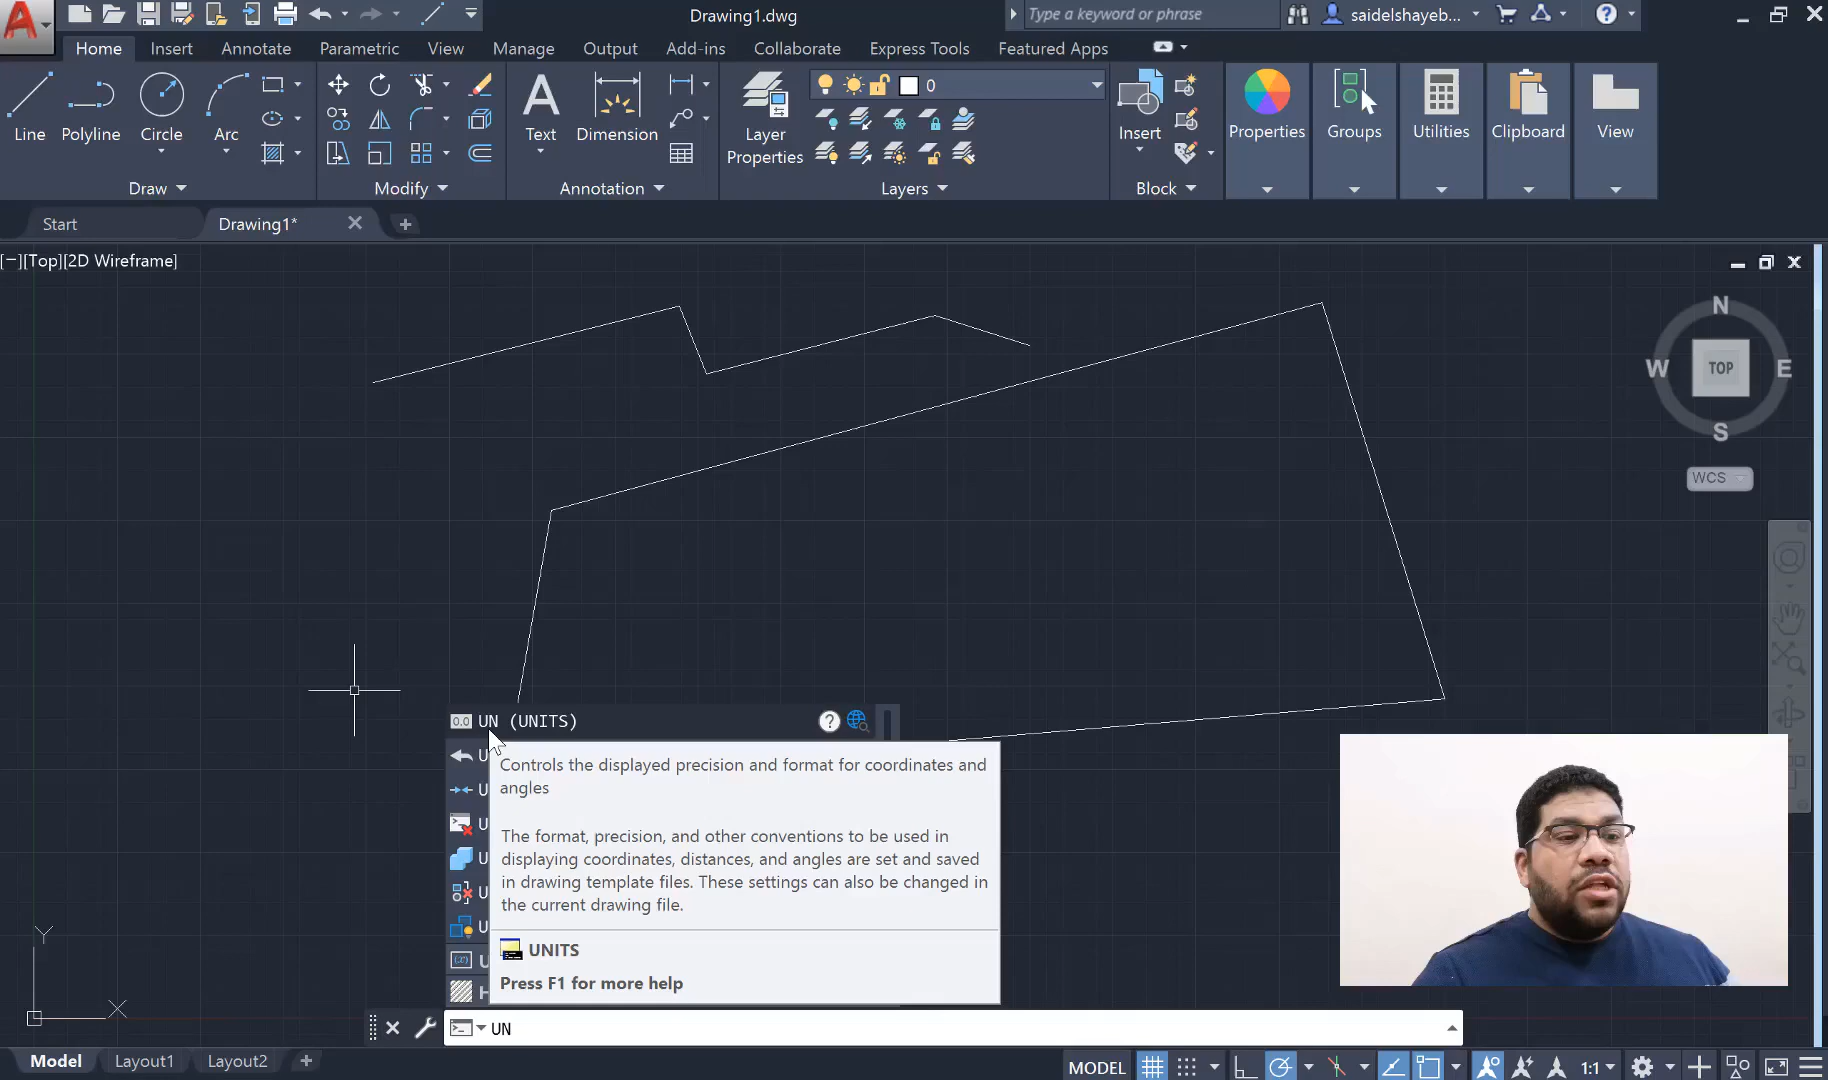 Drawing1.dwg
Type a keyword or phrase
saidelshayeb...
Home Insert Annotate Parametric View Manage Output Add-ins Collaborate Express Tools Featured Apps
0
Line Polyline Circle Arc
Text Dimension
Layer Properties
Insert
Properties Groups Utilities Clipboard View
Draw Modify Annotation Layers Block
Start Drawing1*
[−][Top][2D Wireframe]
N
W TOP E
S
WCS
0.0 UN (UNITS)
Controls the displayed precision and format for coordinates and
angles
The format, precision, and other conventions to be used in
displaying coordinates, distances, and angles are set and saved
in drawing template files. These settings can also be changed in
the current drawing file.
UNITS
Press F1 for more help
U
U
U
U
U
U
U
H
Y
X
UN
Model Layout1 Layout2
MODEL 1:1